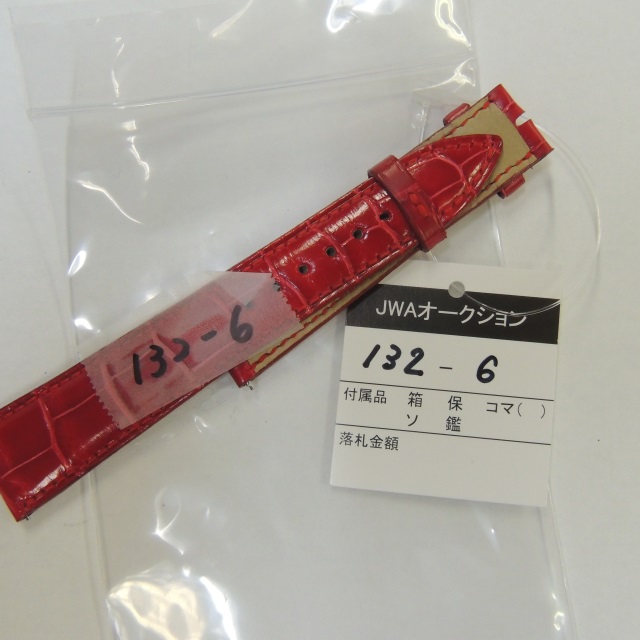 132-6
JWAオークション
132 - 6
付属品 箱 保 コマ( )
ソ 鑑
落札金額